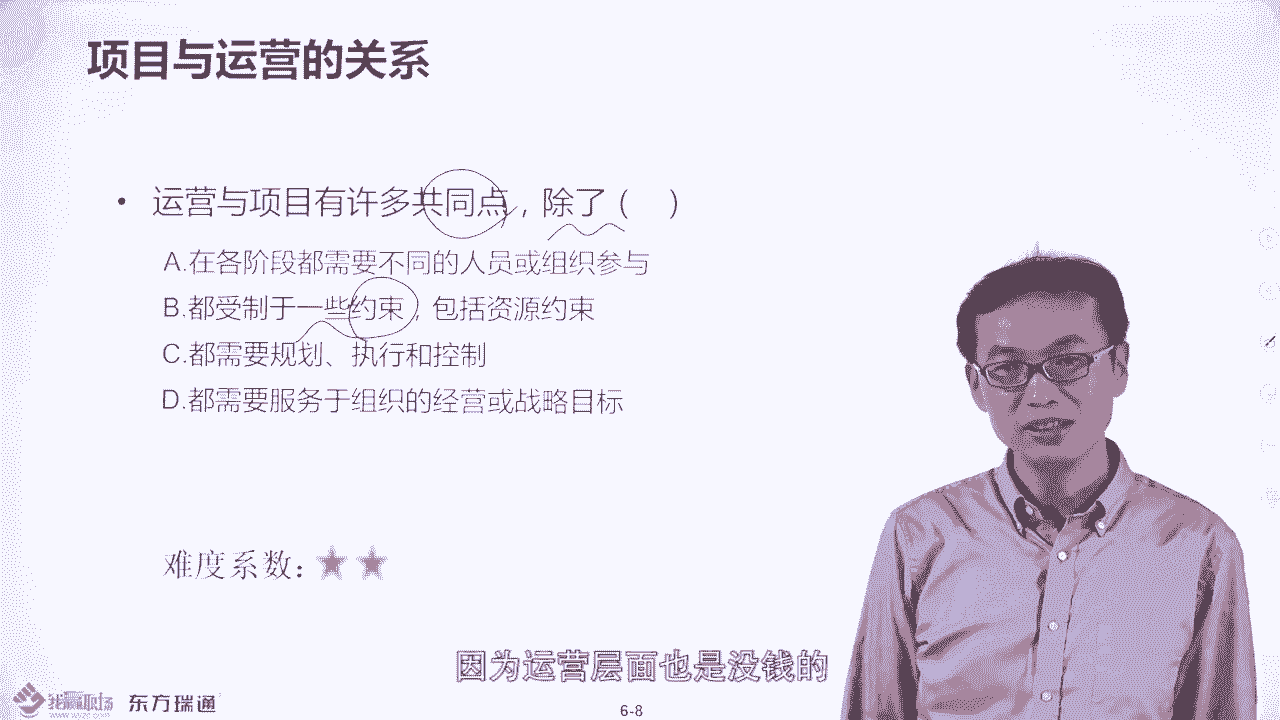 项目与运营的关系
• 运营与项目有许多共同点，除了（ ）
A.在各阶段都需要不同的人员或组织参与
B.都受制于一些约束，包括资源约束
C.都需要规划、执行和控制
D.都需要服务于组织的经营或战略目标
难度系数：★★
因为运营层面也是没钱的
东方瑞通
6-8